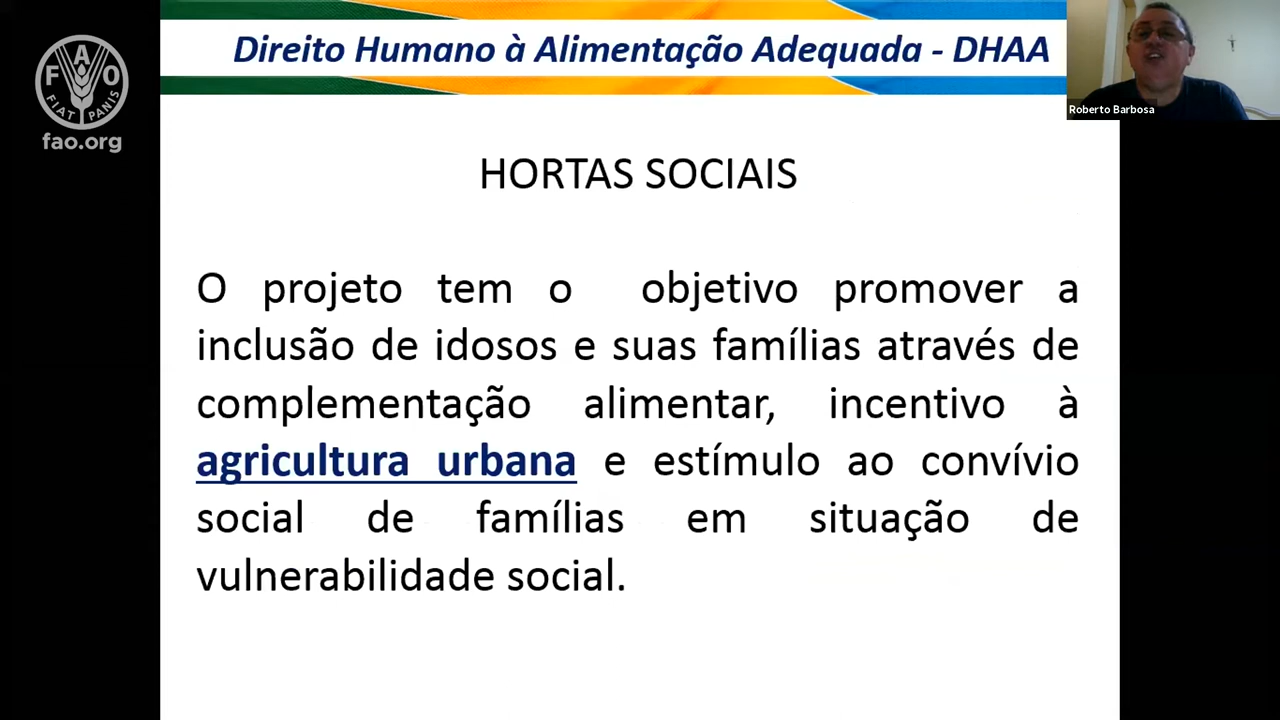 Direito Humano à Alimentação Adequada - DHAA
FAO
FIAT PANIS
fao.org
Roberto Barbosa
HORTAS SOCIAIS
O projeto tem o objetivo promover a
inclusão de idosos e suas famílias através de
complementação alimentar, incentivo à
agricultura urbana e estímulo ao convívio
social de famílias em situação de
vulnerabilidade social.